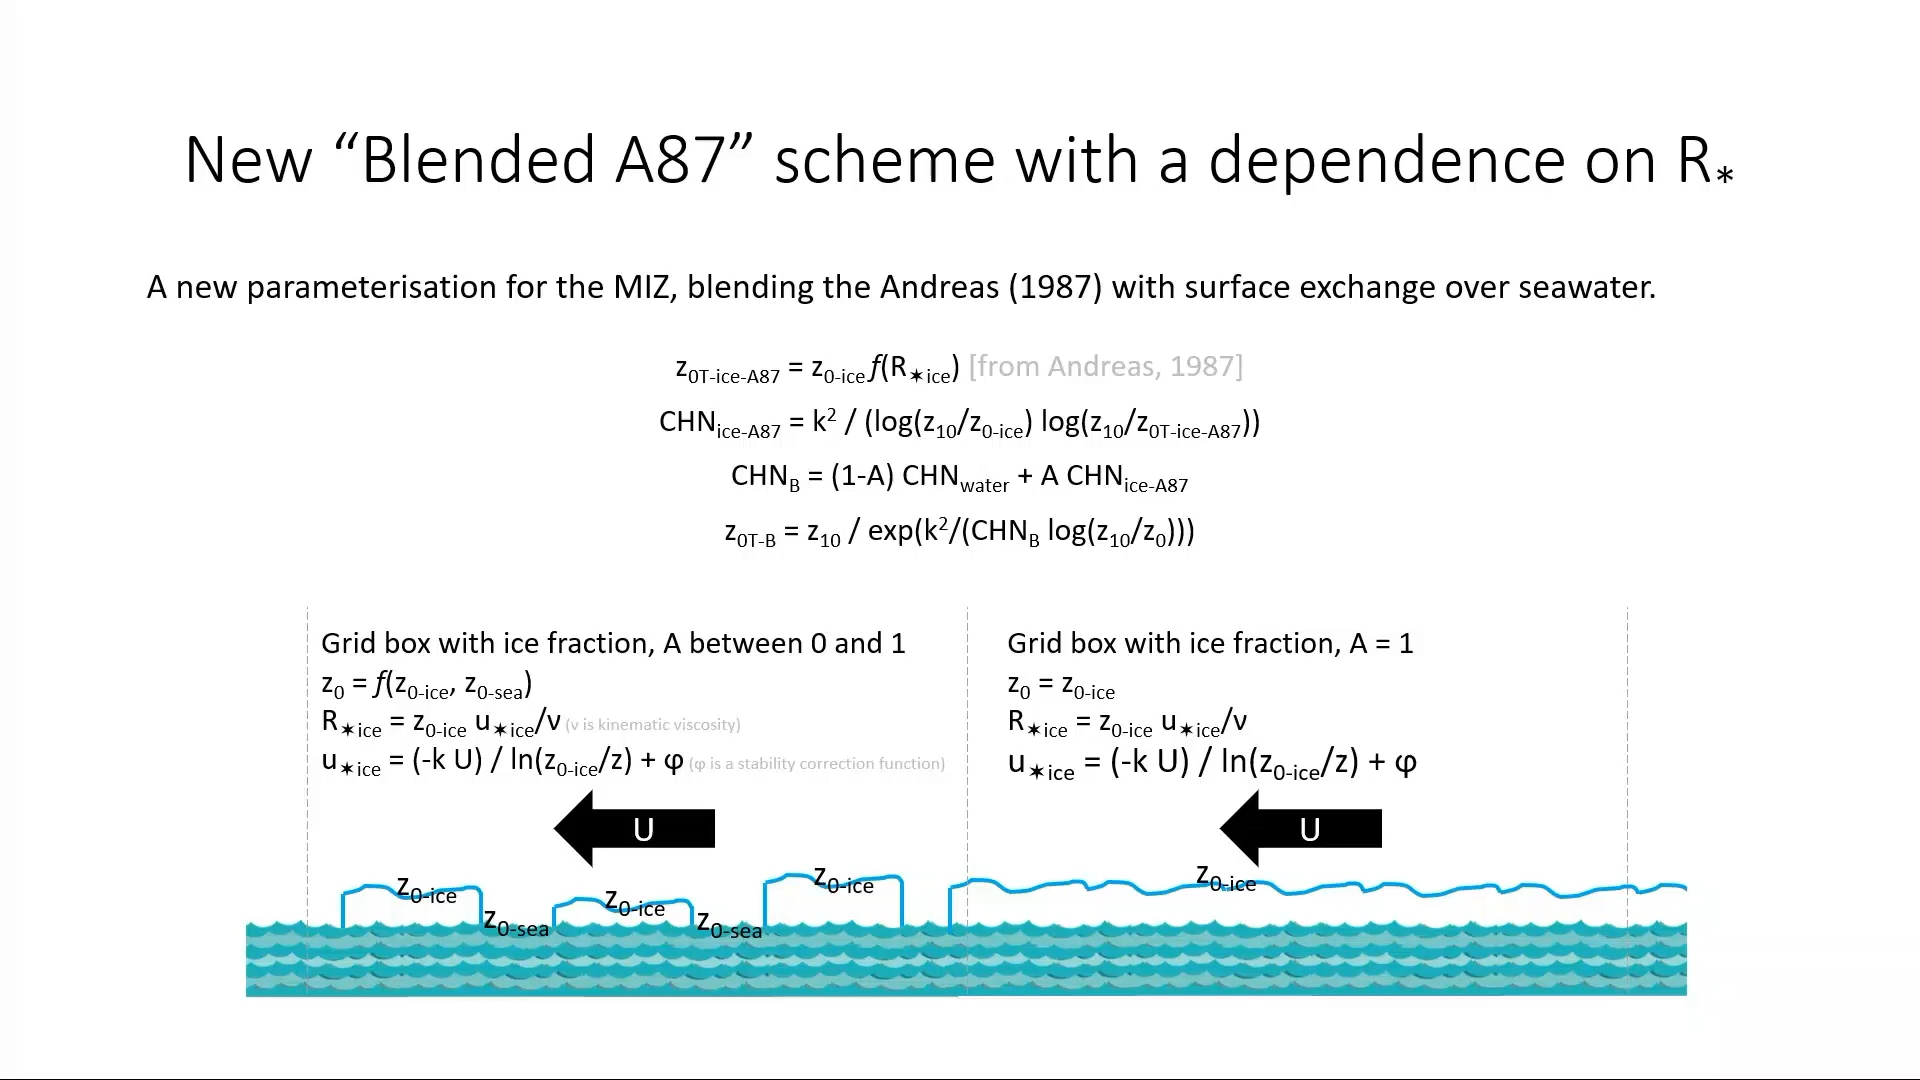 New “Blended A87” scheme with a dependence on R*
A new parameterisation for the MIZ, blending the Andreas (1987) with surface exchange over seawater.
z0T-ice-A87 = z0-ice f(R✶ice) [from Andreas, 1987]
CHNice-A87 = k² / (log(z10/z0-ice) log(z10/z0T-ice-A87))
CHNB = (1-A) CHNwater + A CHNice-A87
z0T-B = z10 / exp(k²/(CHNB log(z10/z0)))
Grid box with ice fraction, A between 0 and 1
z0 = f(z0-ice, z0-sea)
R✶ice = z0-ice u✶ice/ν (ν is kinematic viscosity)
u✶ice = (-k U) / ln(z0-ice/z) + φ (φ is a stability correction function)
U
z0-ice
z0-sea
z0-ice
z0-sea
z0-ice
Grid box with ice fraction, A = 1
z0 = z0-ice
R✶ice = z0-ice u✶ice/ν
u✶ice = (-k U) / ln(z0-ice/z) + φ
U
z0-ice